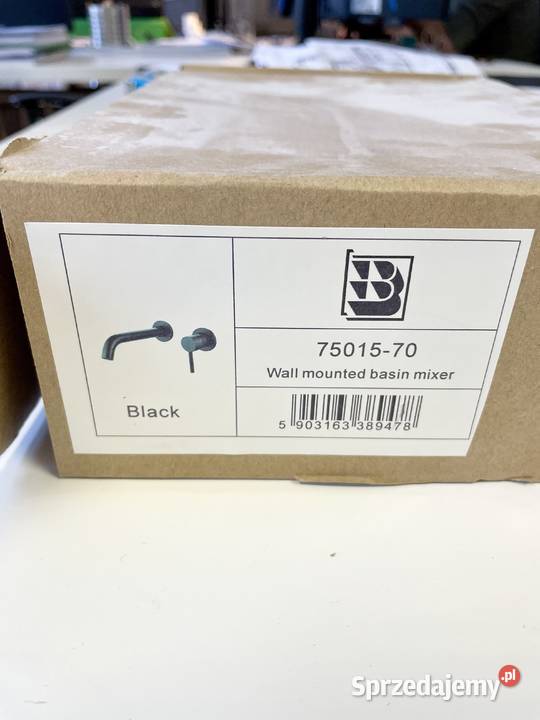 B
75015-70
Wall mounted basin mixer
Black
5 903163 389478
Sprzedajemy.pl